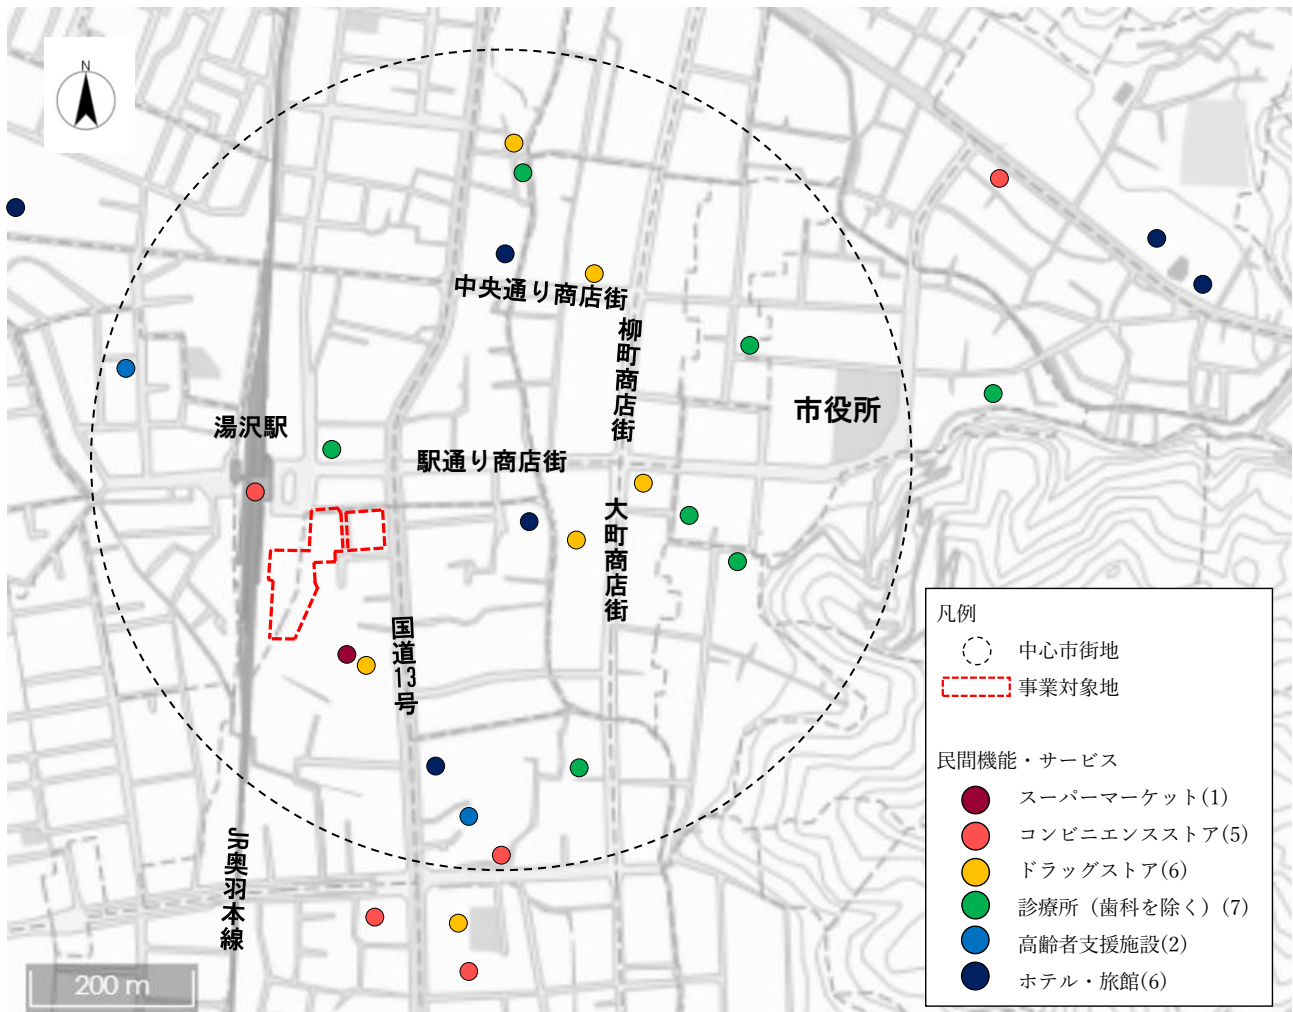 N
中央通り商店街
柳町商店街
市役所
湯沢駅
駅通り商店街
大町商店街
国道13号
JR奥羽本線
200 m
凡例
中心市街地
事業対象地
民間機能・サービス
スーパーマーケット(1)
コンビニエンスストア(5)
ドラッグストア(6)
診療所（歯科を除く）(7)
高齢者支援施設(2)
ホテル・旅館(6)